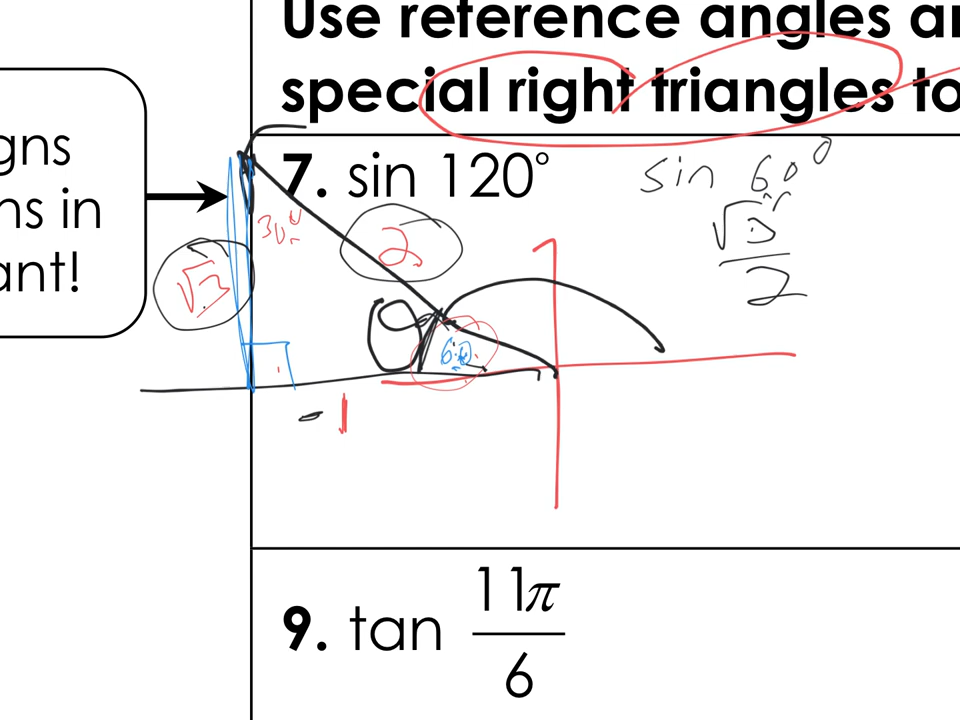 Use reference angles a
special right triangles to
gns
ns in
ant!
7. sin 120°
sin 60°
√3
2
30°
2
√3
60
-1
9. tan 11π
6